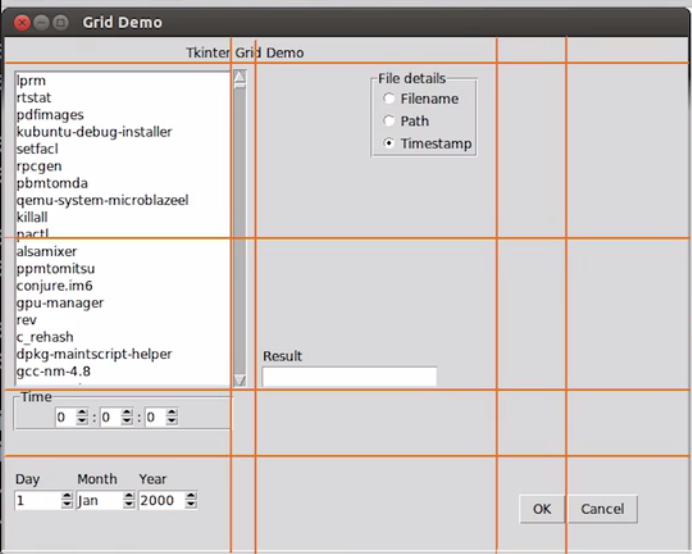 Grid Demo
Tkinter Grid Demo
lprm
rtstat
pdfimages
kubuntu-debug-installer
setfacl
rpcgen
pbmtomda
qemu-system-microblazeel
killall
pactl
alsamixer
ppmtomitsu
conjure.im6
gpu-manager
rev
c_rehash
dpkg-maintscript-helper
gcc-nm-4.8
File details
Filename
Path
Timestamp
Result
Time
0 : 0 : 0
Day Month Year
1 Jan 2000
OK Cancel